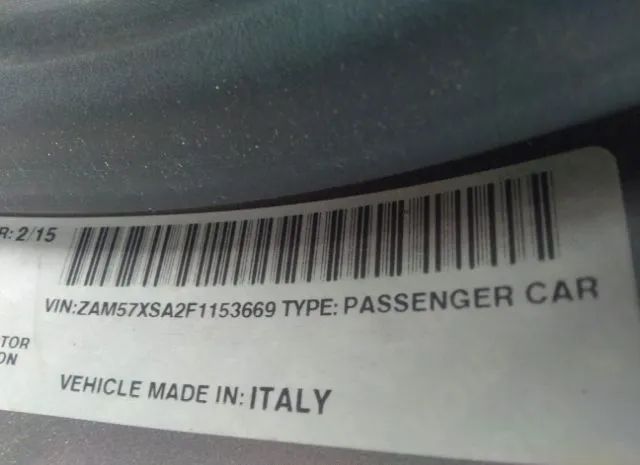 R: 2/15
VIN:ZAM57XSA2F1153669 TYPE: PASSENGER CAR
TOR
ON
VEHICLE MADE IN: ITALY